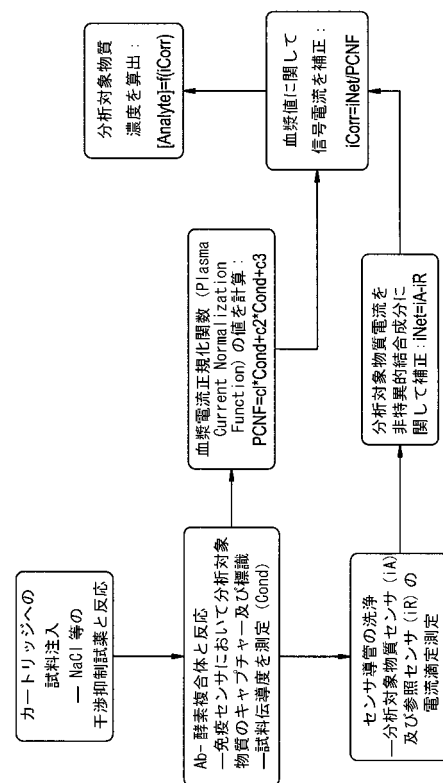 カートリッジへの
試料注入
― NaCl 等の
干渉抑制試薬と反応
Ab- 酵素複合体と反応
―免疫センサにおいて分析対象
物質のキャプチャー及び標識
―試料伝導度を測定 (Cond)
センサ導管の洗浄
―分析対象物質センサ (iA)
及び参照センサ (iR) の
電流滴定測定
血漿電流正規化関数 (Plasma
Current Normalization
Function) の値を計算：
PCNF=cl*Cond+c2*Cond+c3
分析対象物質電流を
非特異的結合成分に
関して補正：iNet=iA-iR
血漿値に関して
信号電流を補正：
iCorr=iNet/PCNF
分析対象物質
濃度を算出：
[Analyte]=f(iCorr)